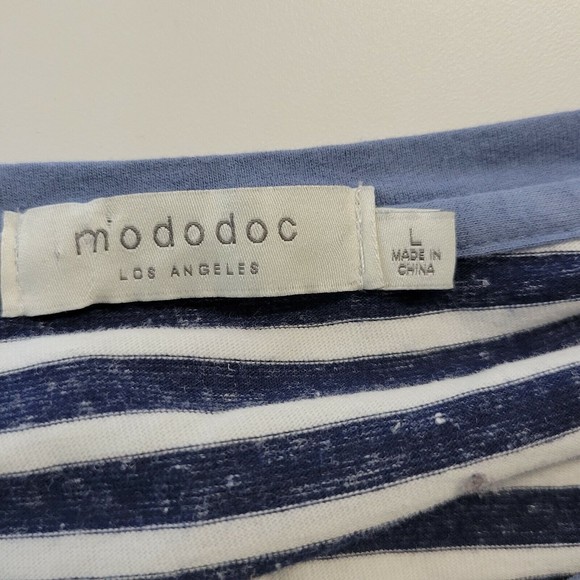 mododoc
LOS ANGELES
L
MADE IN
CHINA